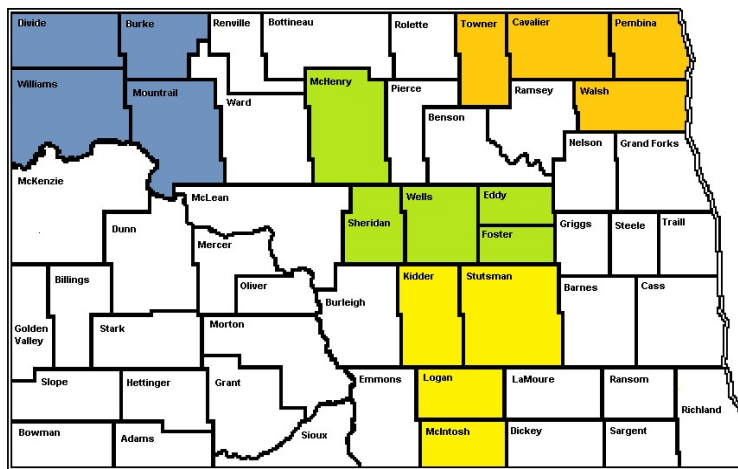 Divide
Burke
Renville
Bottineau
Rolette
Towner
Cavalier
Pembina
Williams
Mountrail
Ward
McHenry
Pierce
Benson
Ramsey
Walsh
Nelson
Grand Forks
McKenzie
McLean
Dunn
Mercer
Oliver
Sheridan
Wells
Eddy
Foster
Griggs
Steele
Traill
Billings
Golden
Valley
Stark
Morton
Burleigh
Kidder
Stutsman
Barnes
Cass
Slope
Hettinger
Grant
Emmons
Logan
LaMoure
Ransom
Richland
Bowman
Adams
Sioux
McIntosh
Dickey
Sargent